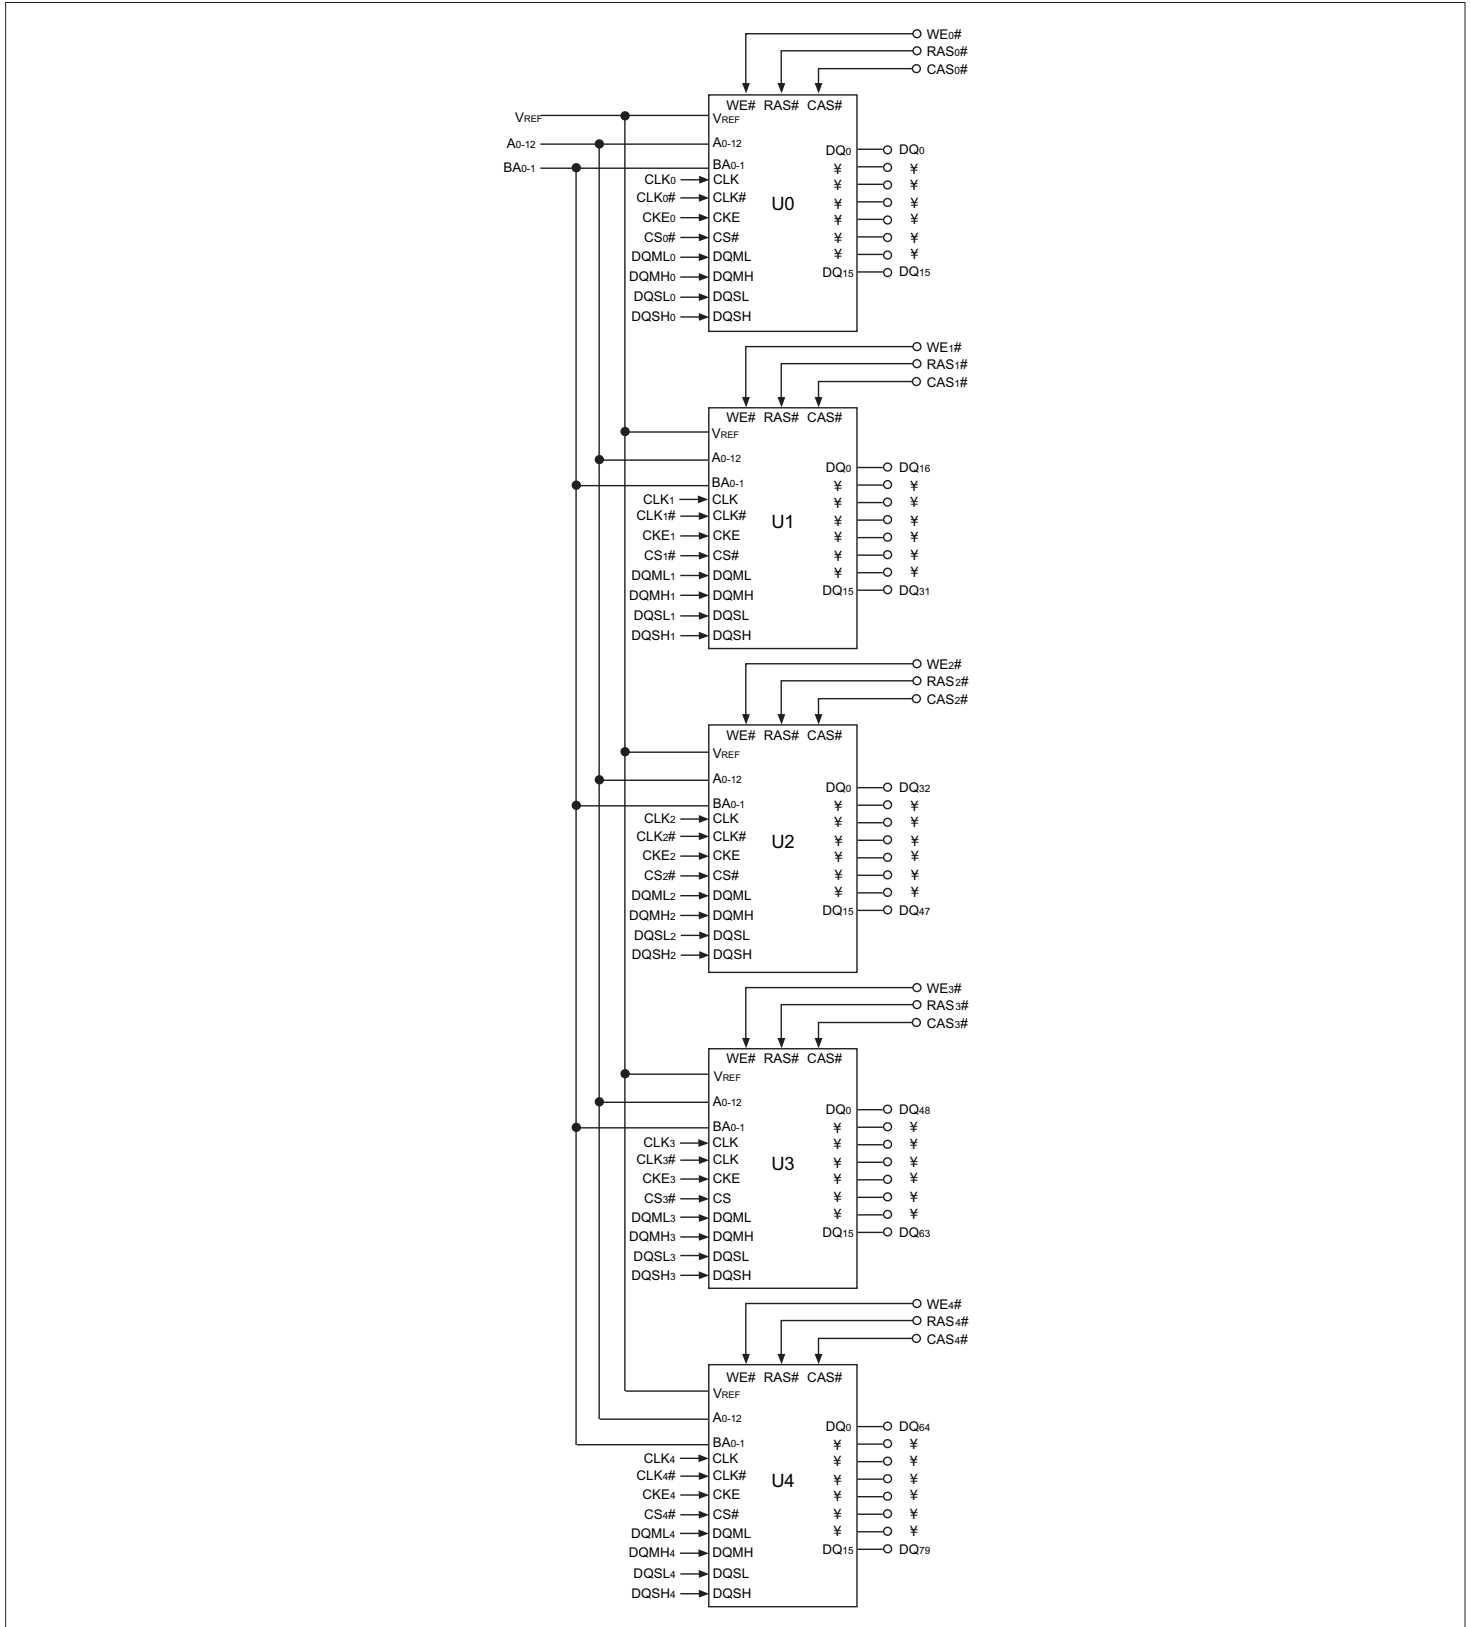 WE0#
RAS0#
CAS0#
WE# RAS# CAS#
VREF VREF
A0-12 A0-12
BA0-1 BA0-1
DQ0 DQ0
CLK0 CLK ¥ ¥
CLK0# CLK# ¥ ¥
U0 ¥ ¥
CKE0 CKE ¥ ¥
CS0# CS# ¥ ¥
DQML0 DQML ¥ ¥
DQMH0 DQMH DQ15 DQ15
DQSL0 DQSL
DQSH0 DQSH
WE1#
RAS1#
CAS1#
WE# RAS# CAS#
VREF
A0-12
DQ0 DQ16
BA0-1 ¥ ¥
CLK1 CLK ¥ ¥
CLK1# CLK# U1 ¥ ¥
CKE1 CKE ¥ ¥
CS1# CS# ¥ ¥
DQML1 DQML ¥ ¥
DQMH1 DQMH DQ15 DQ31
DQSL1 DQSL
DQSH1 DQSH
WE2#
RAS2#
CAS2#
WE# RAS# CAS#
VREF
A0-12
DQ0 DQ32
BA0-1 ¥ ¥
CLK2 CLK ¥ ¥
CLK2# CLK# U2 ¥ ¥
CKE2 CKE ¥ ¥
CS2# CS# ¥ ¥
DQML2 DQML ¥ ¥
DQMH2 DQMH DQ15 DQ47
DQSL2 DQSL
DQSH2 DQSH
WE3#
RAS3#
CAS3#
WE# RAS# CAS#
VREF
A0-12
DQ0 DQ48
BA0-1 ¥ ¥
CLK3 CLK ¥ ¥
CLK3# CLK U3 ¥ ¥
CKE3 CKE ¥ ¥
CS3# CS ¥ ¥
DQML3 DQML ¥ ¥
DQMH3 DQMH DQ15 DQ63
DQSL3 DQSL
DQSH3 DQSH
WE4#
RAS4#
CAS4#
WE# RAS# CAS#
VREF
A0-12
DQ0 DQ64
BA0-1 ¥ ¥
CLK4 CLK ¥ ¥
CLK4# CLK# U4 ¥ ¥
CKE4 CKE ¥ ¥
CS4# CS# ¥ ¥
DQML4 DQML ¥ ¥
DQMH4 DQMH DQ15 DQ79
DQSL4 DQSL
DQSH4 DQSH